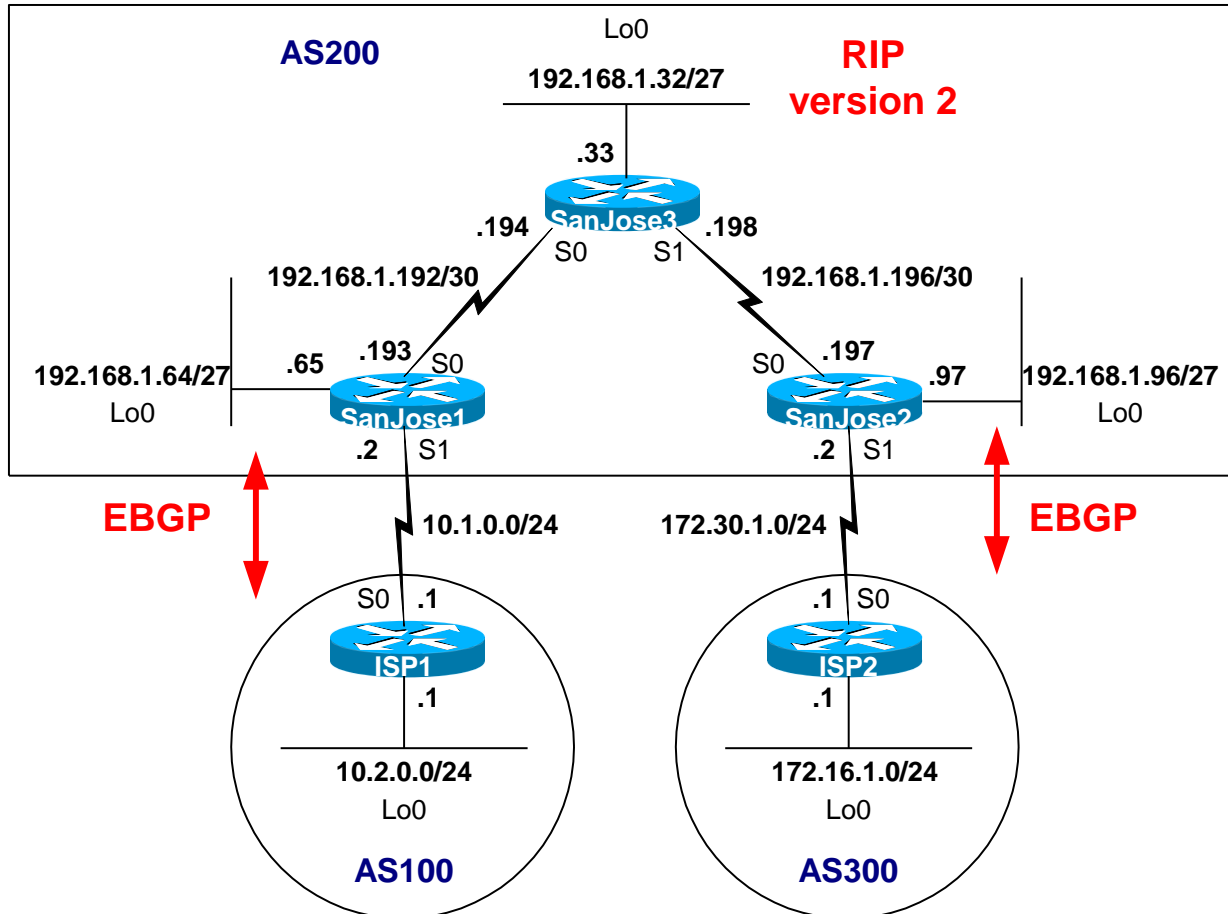 Lo0
AS200
RIP
version 2
192.168.1.32/27
.33
SanJose3
.194
.198
S0
S1
192.168.1.192/30
192.168.1.196/30
.193
S0
.65
192.168.1.64/27
Lo0
SanJose1
.2
S1
S0
.197
.97
192.168.1.96/27
Lo0
SanJose2
.2
S1
EBGP
10.1.0.0/24
172.30.1.0/24
EBGP
S0
.1
ISP1
.1
10.2.0.0/24
Lo0
AS100
.1
S0
ISP2
.1
172.16.1.0/24
Lo0
AS300